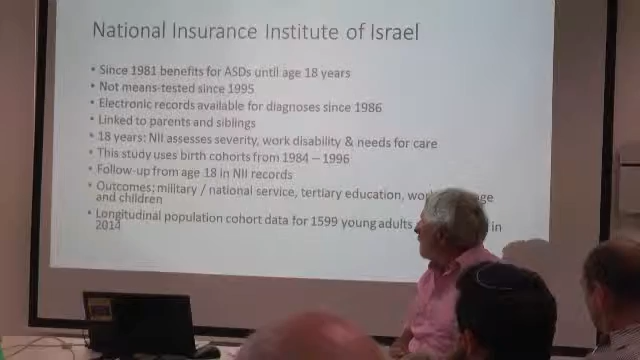 National Insurance Institute of Israel
• Since 1981 benefits for ASDs until age 18 years
• Not means-tested since 1995
• Electronic records available for diagnoses since 1986
• Linked to parents and siblings
• 18 years: NII assesses severity, work disability & needs for care
• This study uses birth cohorts from 1984 – 1996
• Follow-up from age 18 in NII records
• Outcomes: military / national service, tertiary education,
and children
• Longitudinal population cohort data for 1599 young adults in
2014